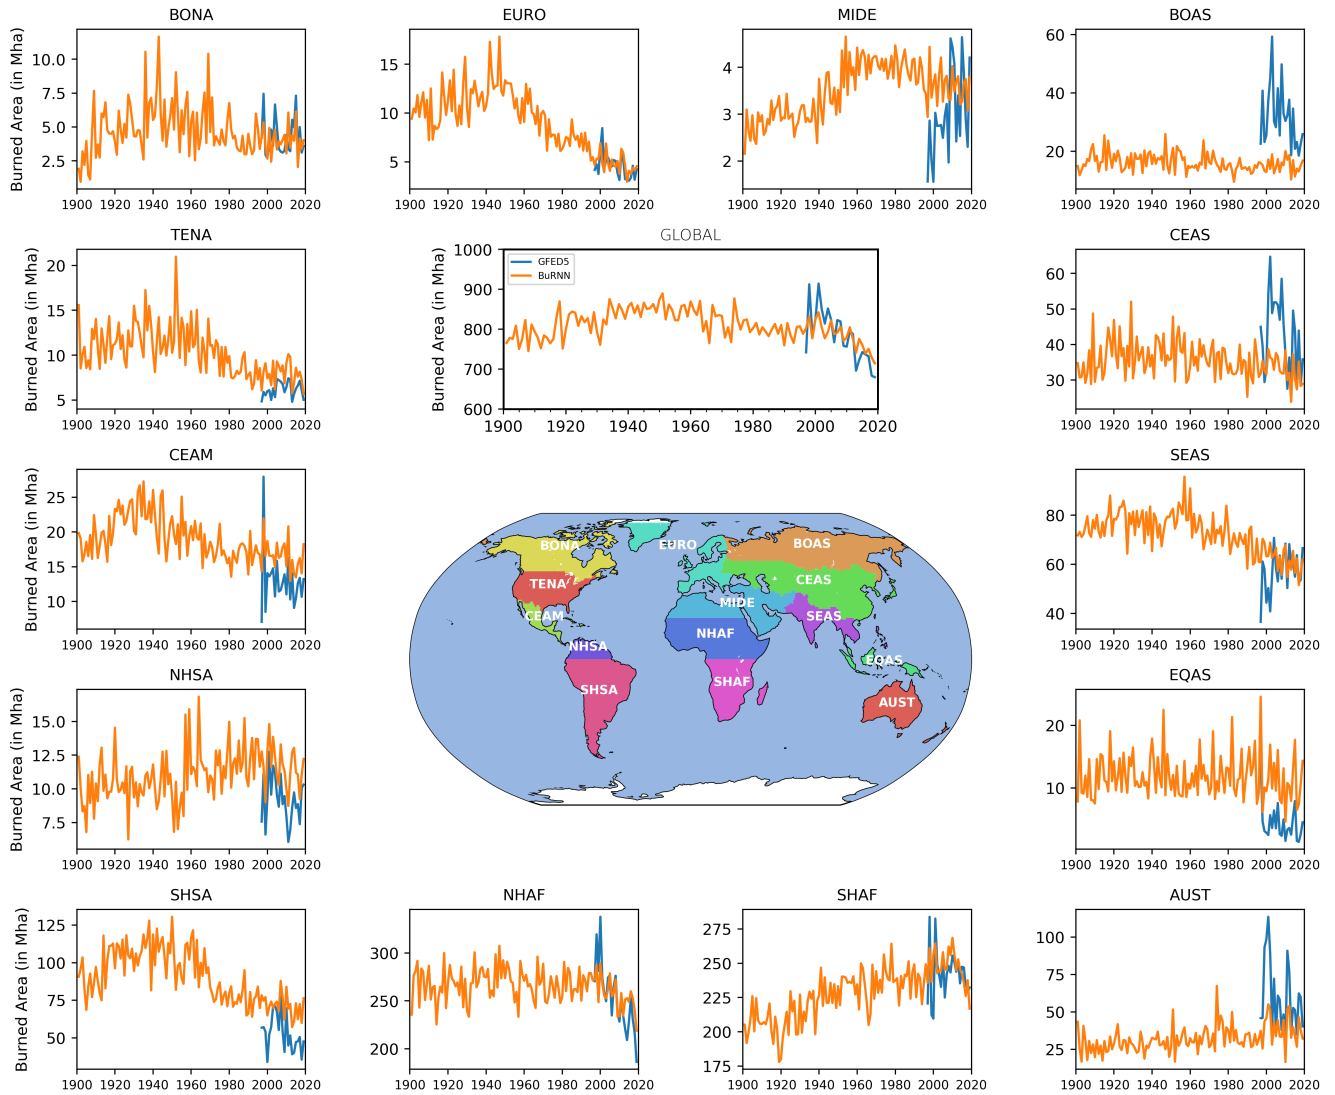 BONA
EURO
MIDE
BOAS
Burned Area (in Mha)
10.0
7.5
5.0
2.5
1900 1920 1940 1960 1980 2000 2020
15
10
5
1900 1920 1940 1960 1980 2000 2020
4
3
2
1900 1920 1940 1960 1980 2000 2020
60
40
20
1900 1920 1940 1960 1980 2000 2020
TENA
GLOBAL
CEAS
Burned Area (in Mha)
20
15
10
5
1900 1920 1940 1960 1980 2000 2020
Burned Area (in Mha)
1000
900
800
700
600
GFED5
BuRNN
1901 1920 1940 1960 1980 2000 2020
60
50
40
30
1900 1920 1940 1960 1980 2000 2020
CEAM
SEAS
Burned Area (in Mha)
25
20
15
10
1900 1920 1940 1960 1980 2000 2020
80
60
40
1900 1920 1940 1960 1980 2000 2020
BONA
EURO
BOAS
TENA
CEAS
CEAM
MIDE
SEAS
NHSA
NHAF
EQAS
SHSA
SHAF
AUST
NHSA
EQAS
Burned Area (in Mha)
15.0
12.5
10.0
7.5
1900 1920 1940 1960 1980 2000 2020
20
10
1900 1920 1940 1960 1980 2000 2020
SHSA
NHAF
SHAF
AUST
Burned Area (in Mha)
125
100
75
50
1900 1920 1940 1960 1980 2000 2020
300
250
200
1900 1920 1940 1960 1980 2000 2020
275
250
225
200
175
1900 1920 1940 1960 1980 2000 2020
100
75
50
25
1900 1920 1940 1960 1980 2000 2020